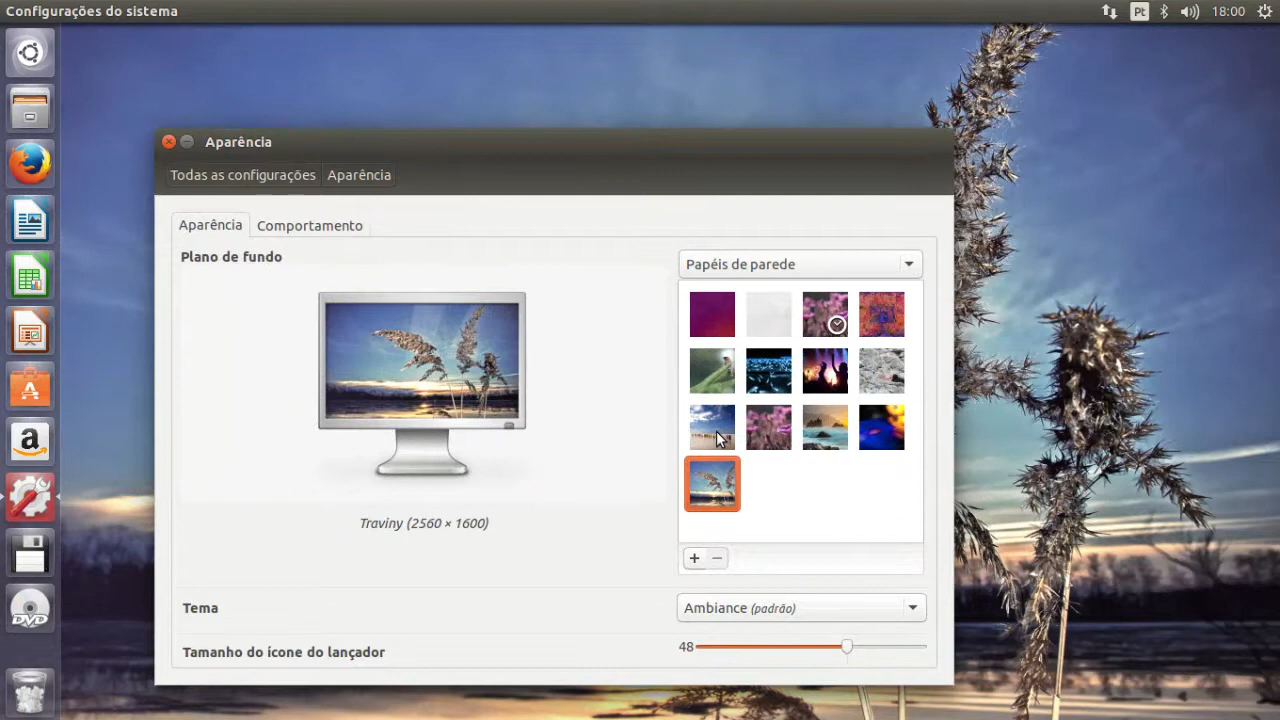 Configurações do sistema
Pt
18:00
Aparência
Todas as configurações
Aparência
Aparência
Comportamento
Plano de fundo
Papéis de parede
Traviny (2560 × 1600)
+
−
Tema
Ambiance (padrão)
Tamanho do ícone do lançador
48
A
a
DVD